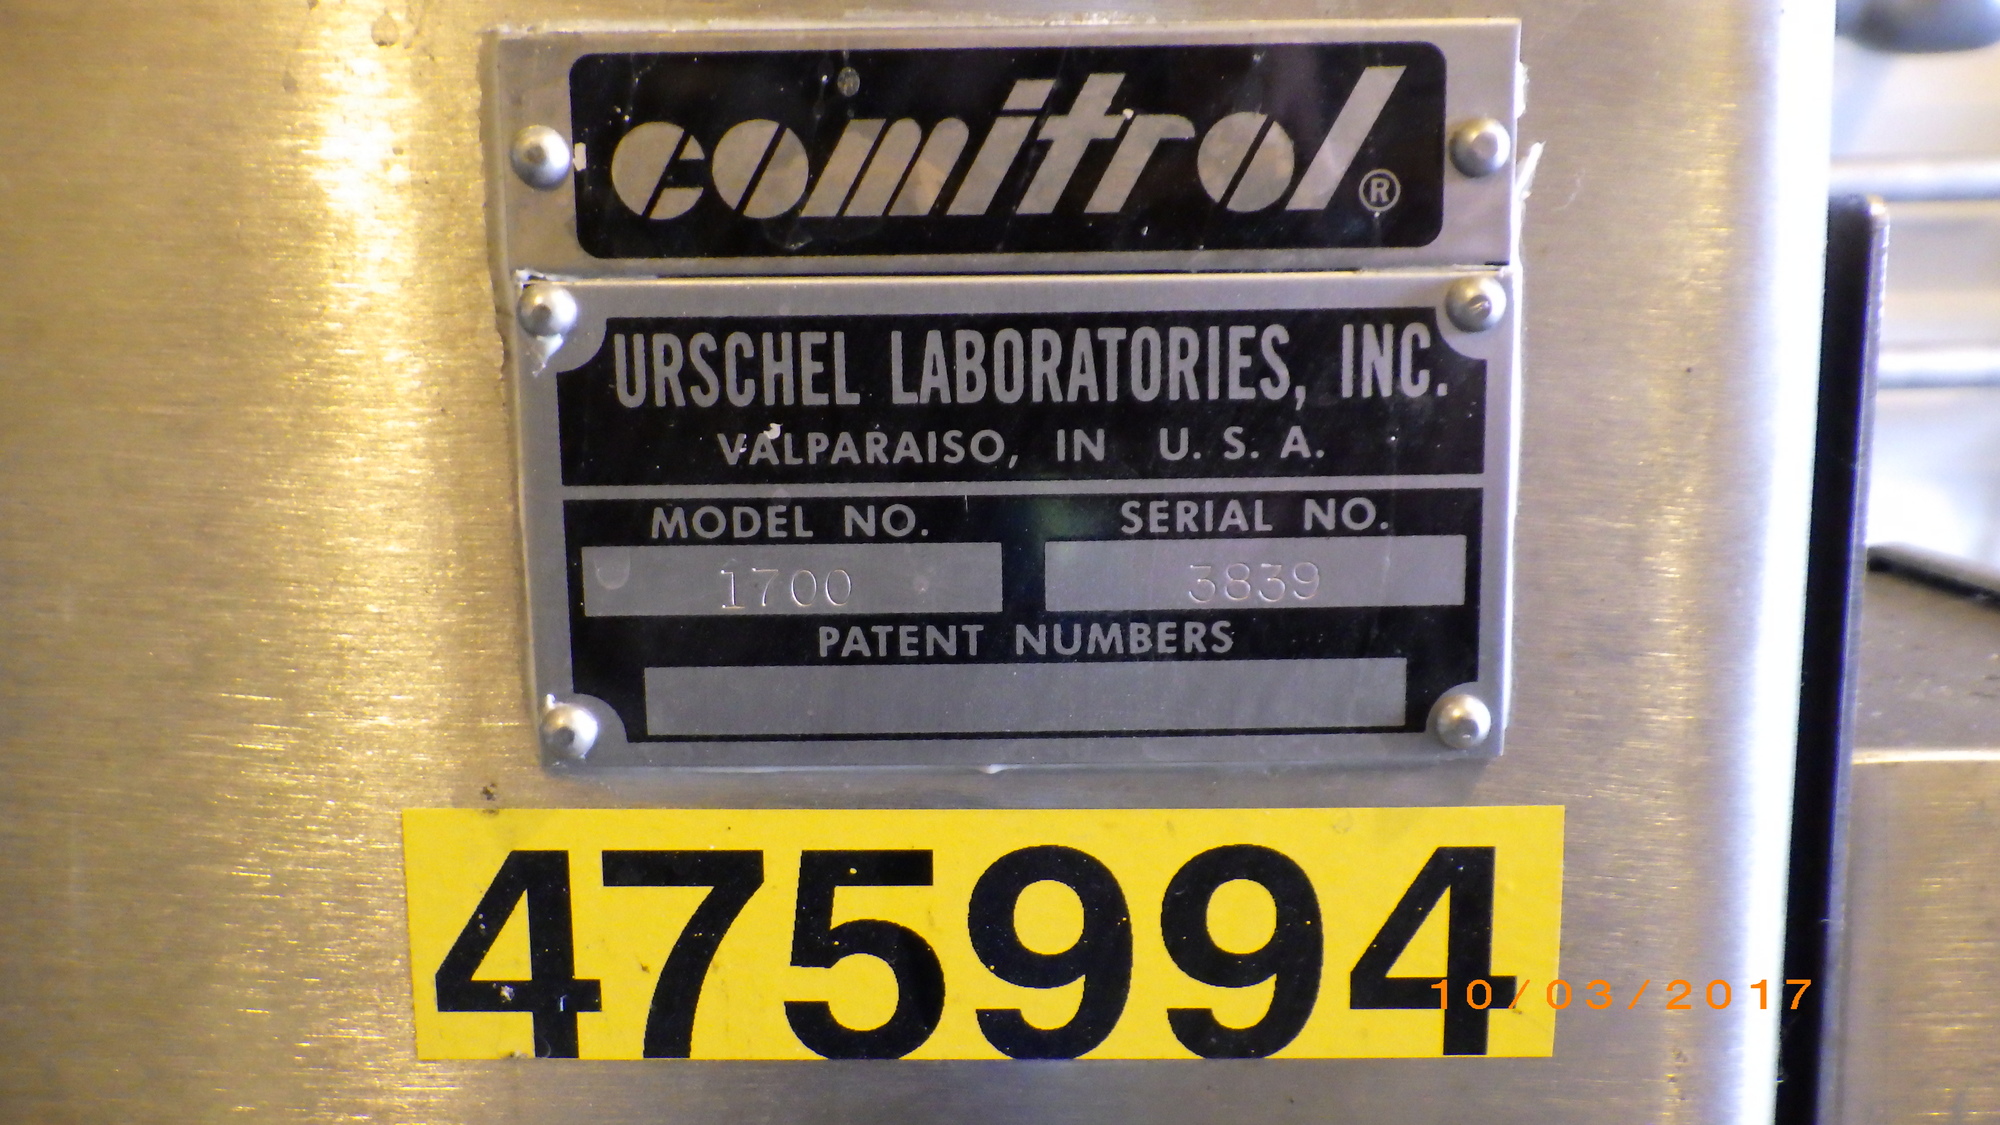 comitrol®
URSCHEL LABORATORIES, INC.
VALPARAISO, IN U. S. A.
MODEL NO. SERIAL NO.
1700 3839
PATENT NUMBERS
475994
10/03/2017